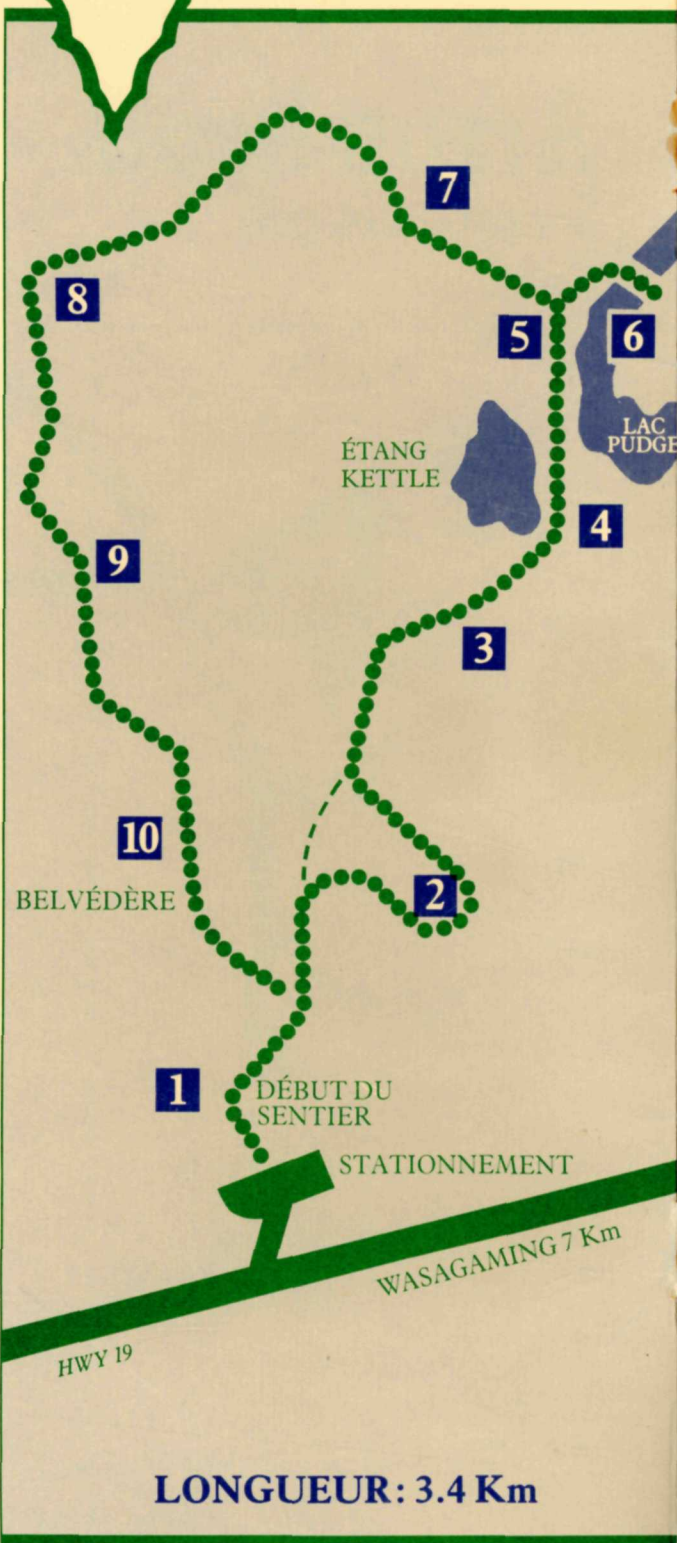 7
8
5
6
LAC
PUDGE
ÉTANG
KETTLE
4
9
3
10
2
BELVÉDÈRE
1
DÉBUT DU
SENTIER
STATIONNEMENT
WASAGAMING 7 Km
HWY 19
LONGUEUR: 3.4 Km